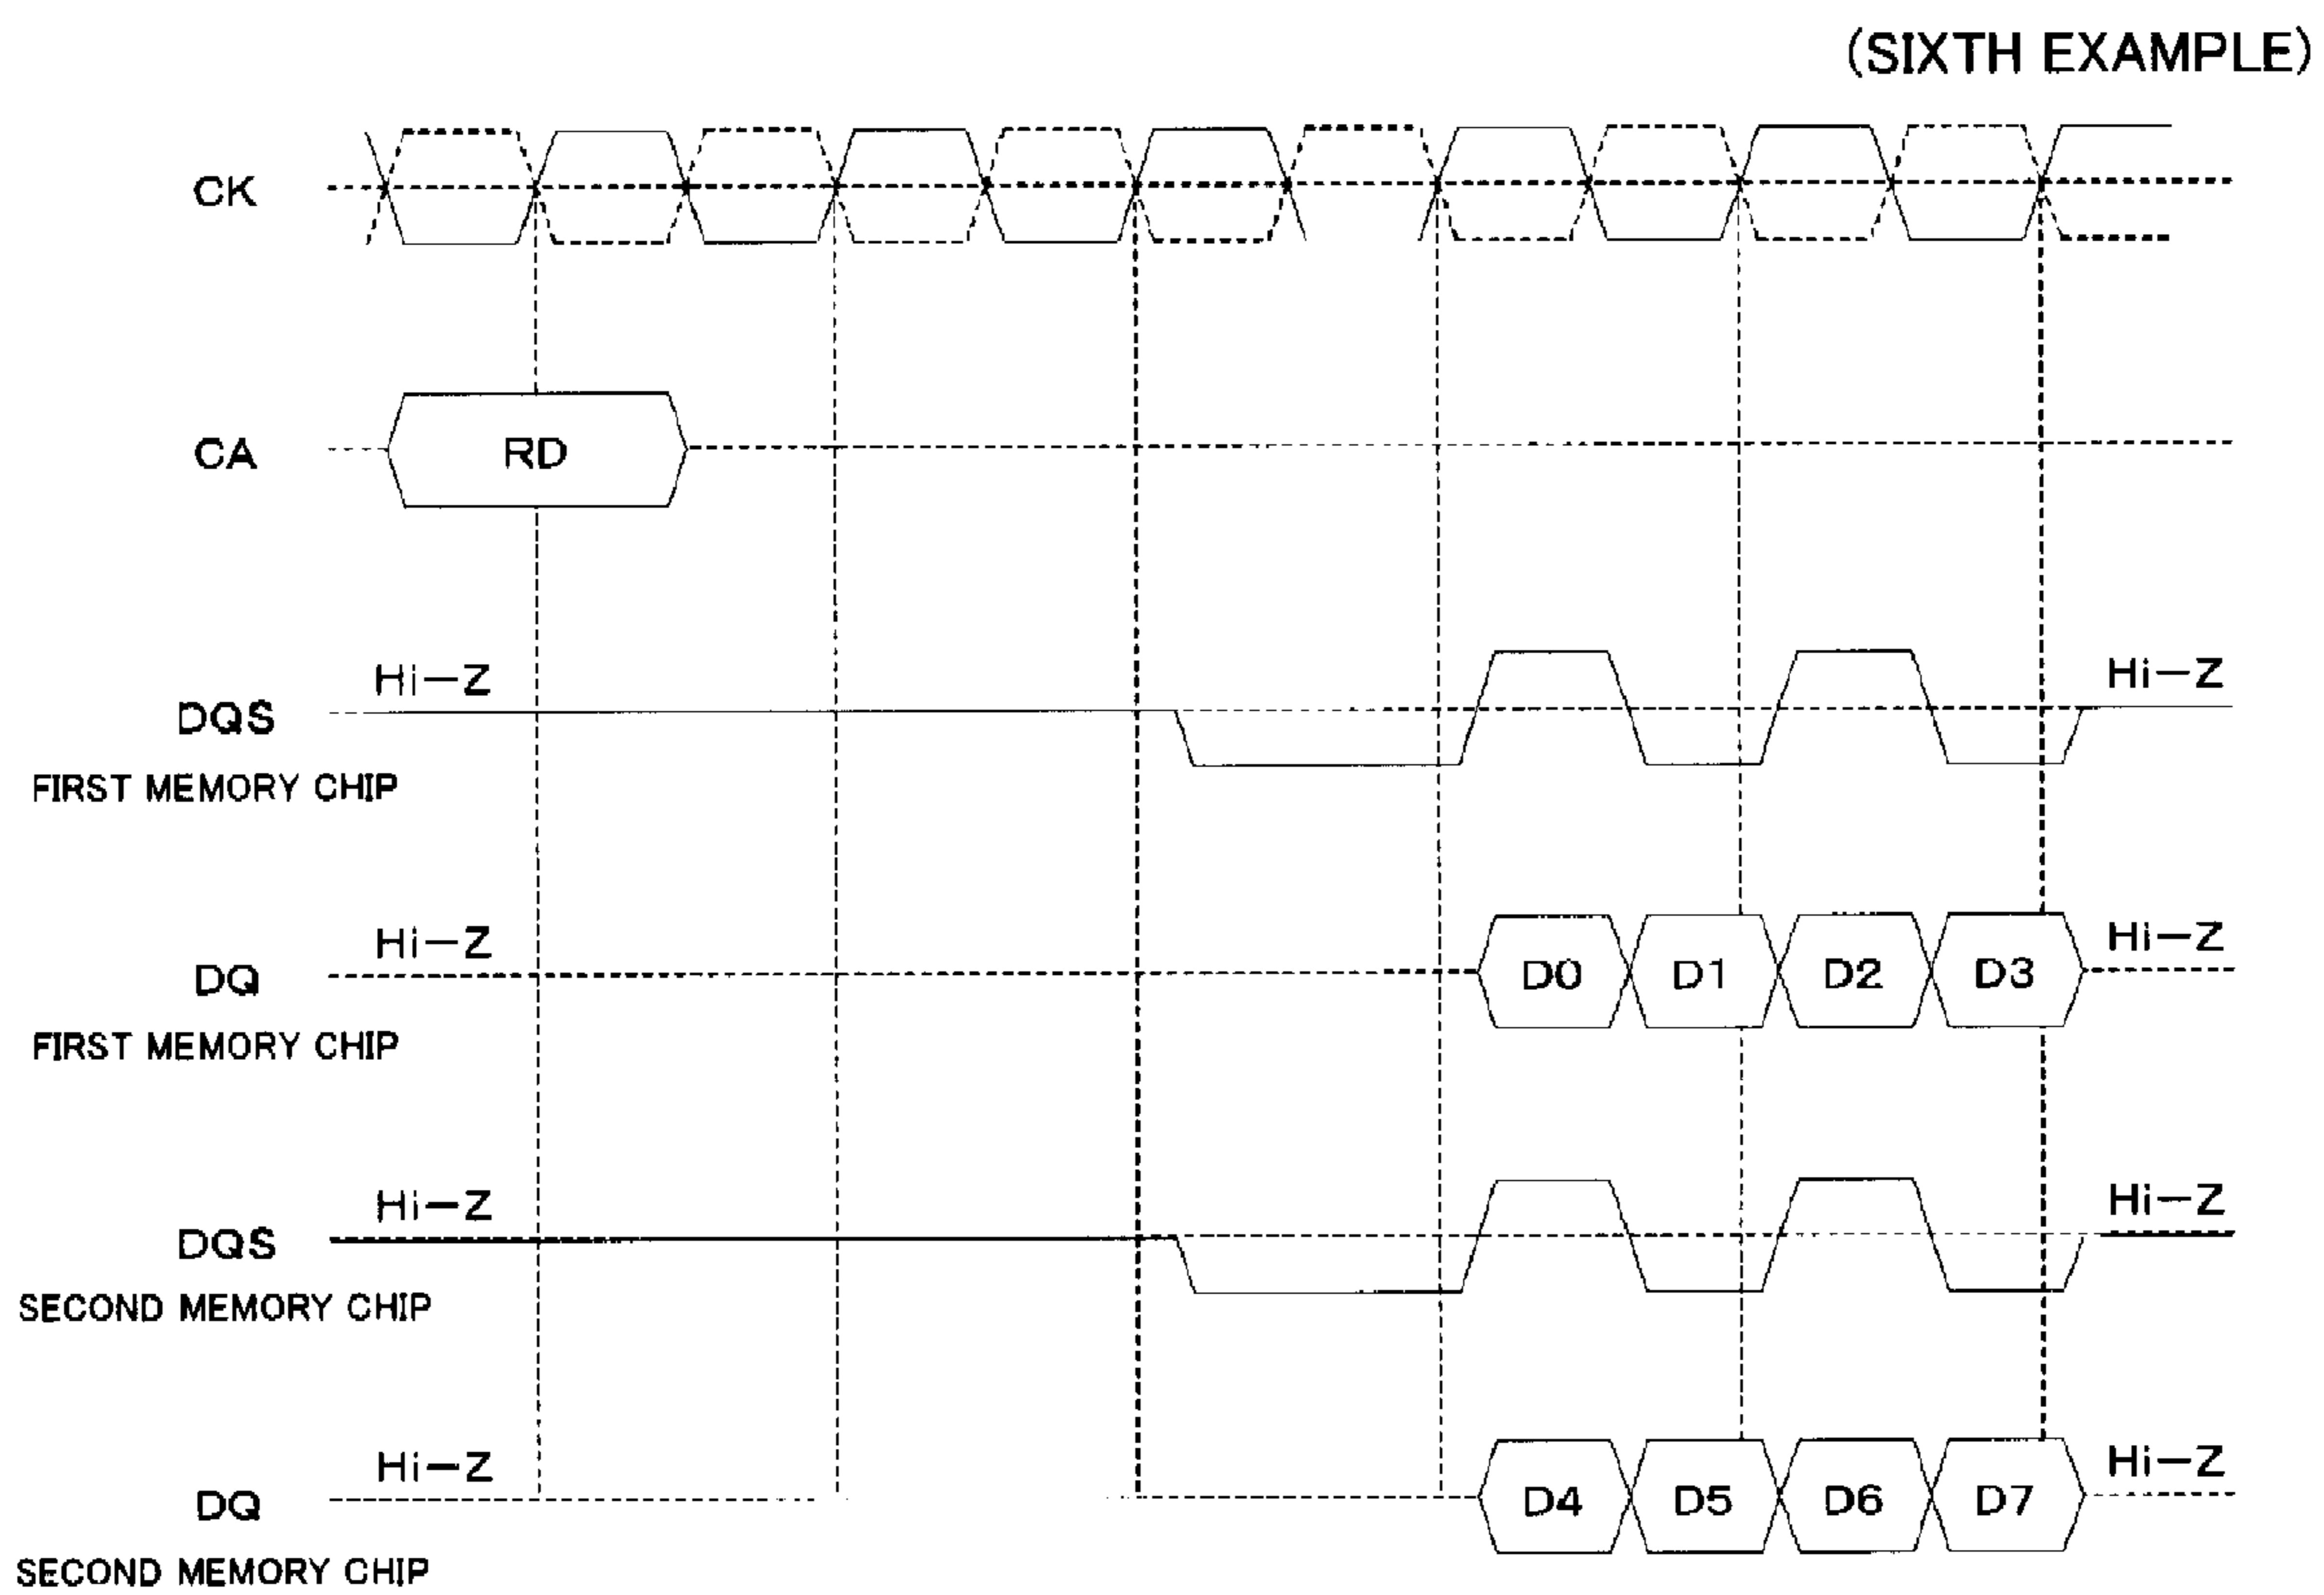 (SIXTH EXAMPLE)
CK
CA
RD
Hi-Z
Hi-Z
DQS
FIRST MEMORY CHIP
Hi-Z
Hi-Z
DQ
D0 D1 D2 D3
FIRST MEMORY CHIP
Hi-Z
Hi-Z
DQS
SECOND MEMORY CHIP
Hi-Z
Hi-Z
DQ
D4 D5 D6 D7
SECOND MEMORY CHIP